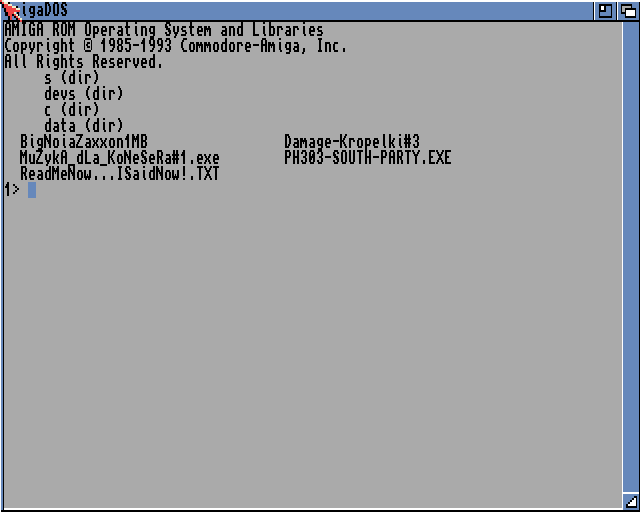 AmigaDOS
AMIGA ROM Operating System and Libraries
Copyright © 1985-1993 Commodore-Amiga, Inc.
All Rights Reserved.
s (dir)
devs (dir)
c (dir)
data (dir)
BigNoiaZaxxon1MB Damage-Kropelki#3
MuZykA_dLa_KoNeSeRa#1.exe PH303-SOUTH-PARTY.EXE
ReadMeNow...ISaidNow!.TXT
1>